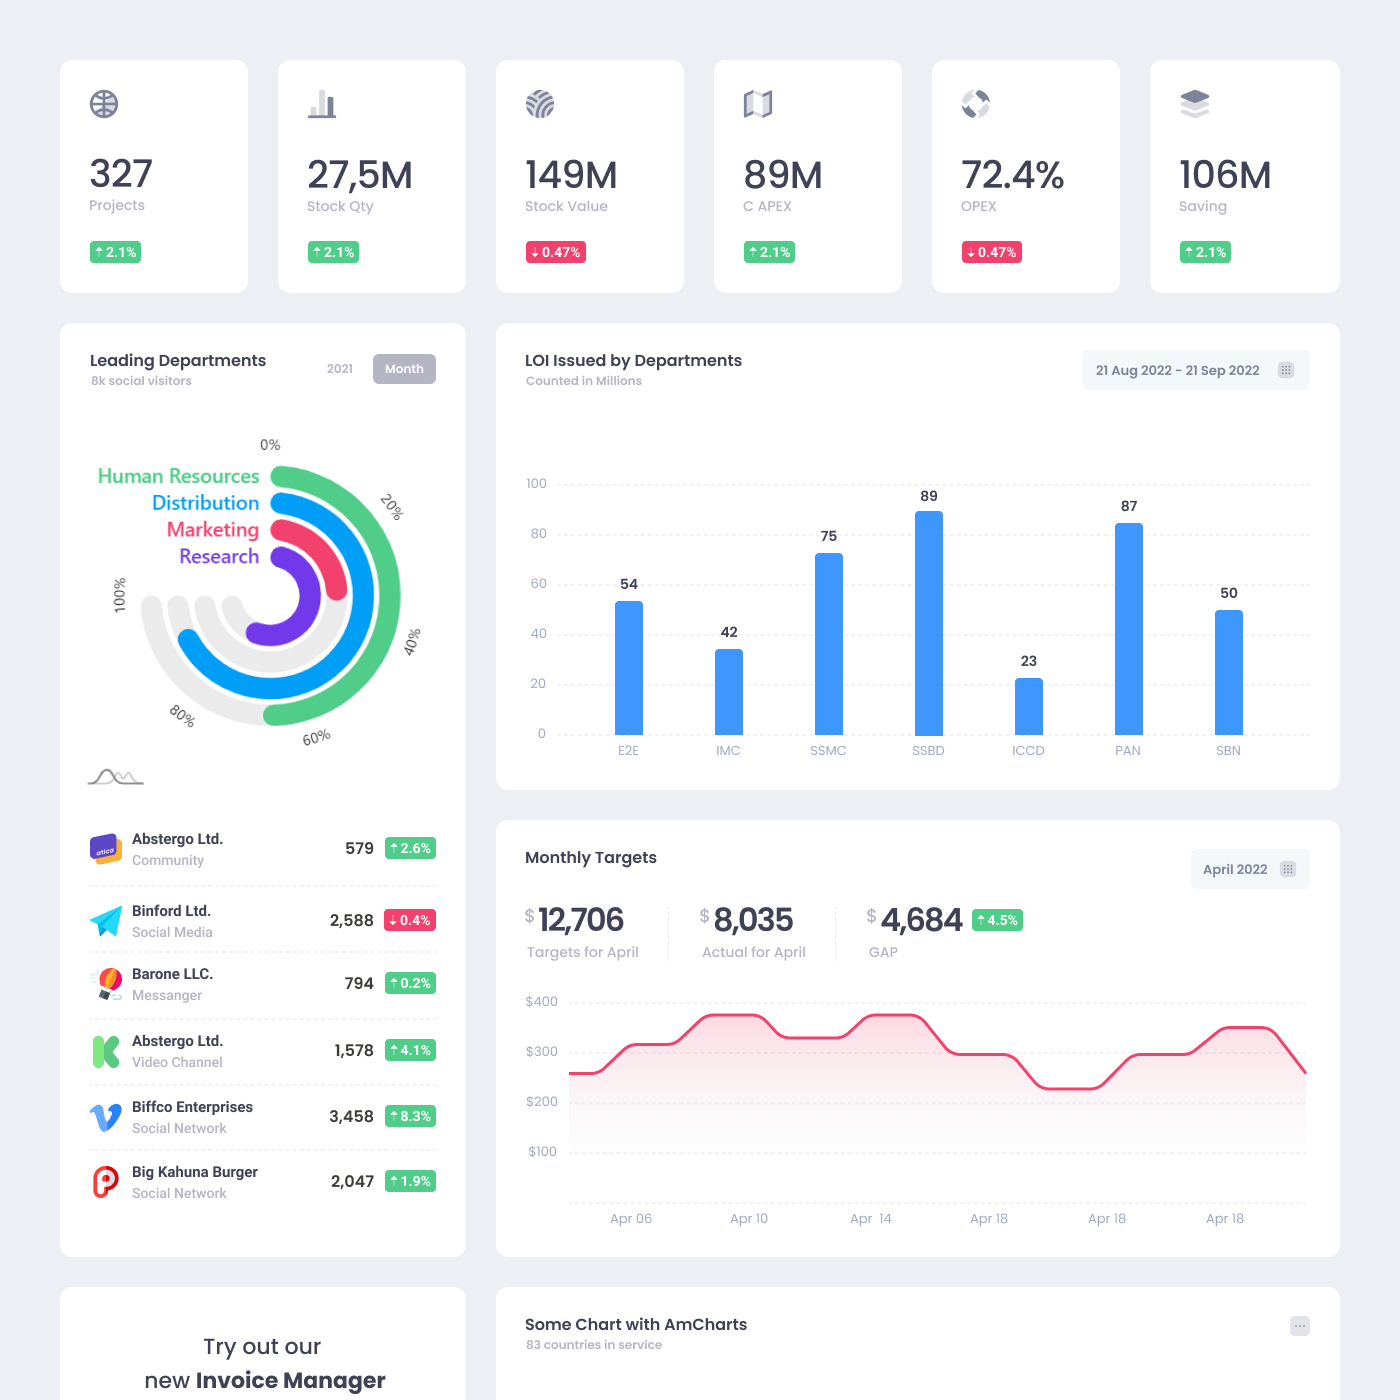 327
Projects
2.1%
27,5M
Stock Qty
2.1%
149M
Stock Value
0.47%
89M
C APEX
2.1%
72.4%
OPEX
0.47%
106M
Saving
2.1%
Leading Departments
8k social visitors
2021
Month
0%
20%
40%
60%
80%
100%
Human Resources
Distribution
Marketing
Research
Abstergo Ltd.
Community
579
2.6%
Binford Ltd.
Social Media
2,588
0.4%
Barone LLC.
Messanger
794
0.2%
Abstergo Ltd.
Video Channel
1,578
4.1%
Biffco Enterprises
Social Network
3,458
8.3%
Big Kahuna Burger
Social Network
2,047
1.9%
LOI Issued by Departments
Counted in Millions
21 Aug 2022 - 21 Sep 2022
100
80
60
40
20
0
54
42
75
89
23
87
50
E2E
IMC
SSMC
SSBD
ICCD
PAN
SBN
Monthly Targets
April 2022
$12,706
Targets for April
$8,035
Actual for April
$4,684
4.5%
GAP
$400
$300
$200
$100
Apr 06
Apr 10
Apr 14
Apr 18
Apr 18
Apr 18
Try out our
new Invoice Manager
Some Chart with AmCharts
83 countries in service